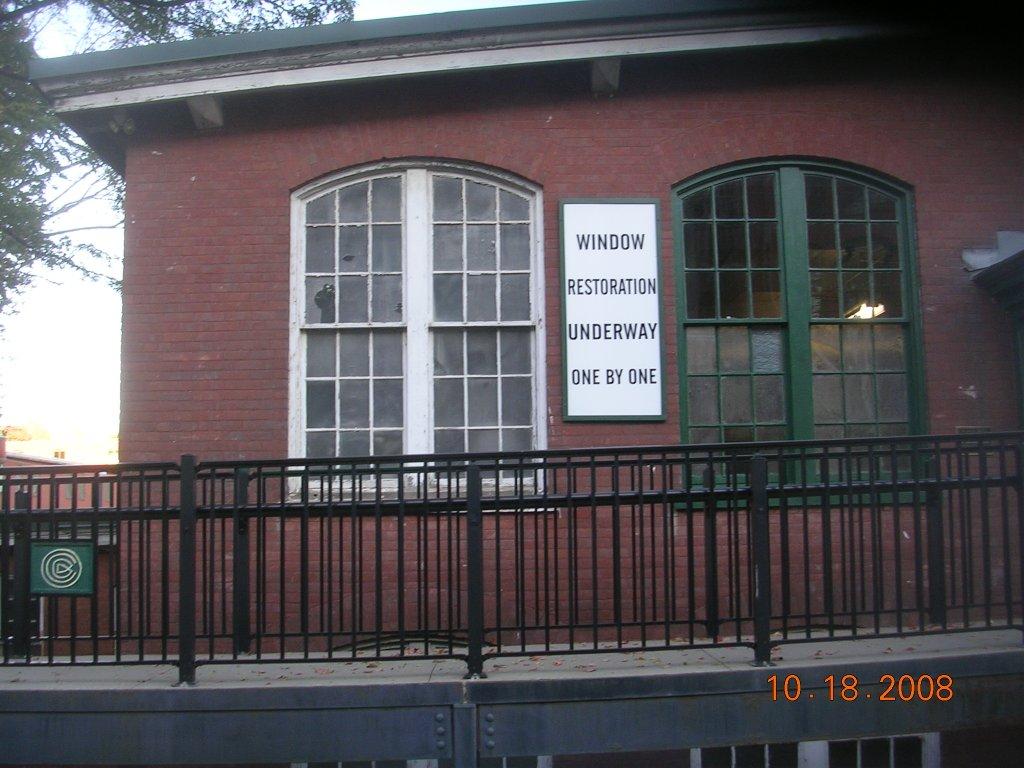 WINDOW
RESTORATION
UNDERWAY
ONE BY ONE
10.18.2008